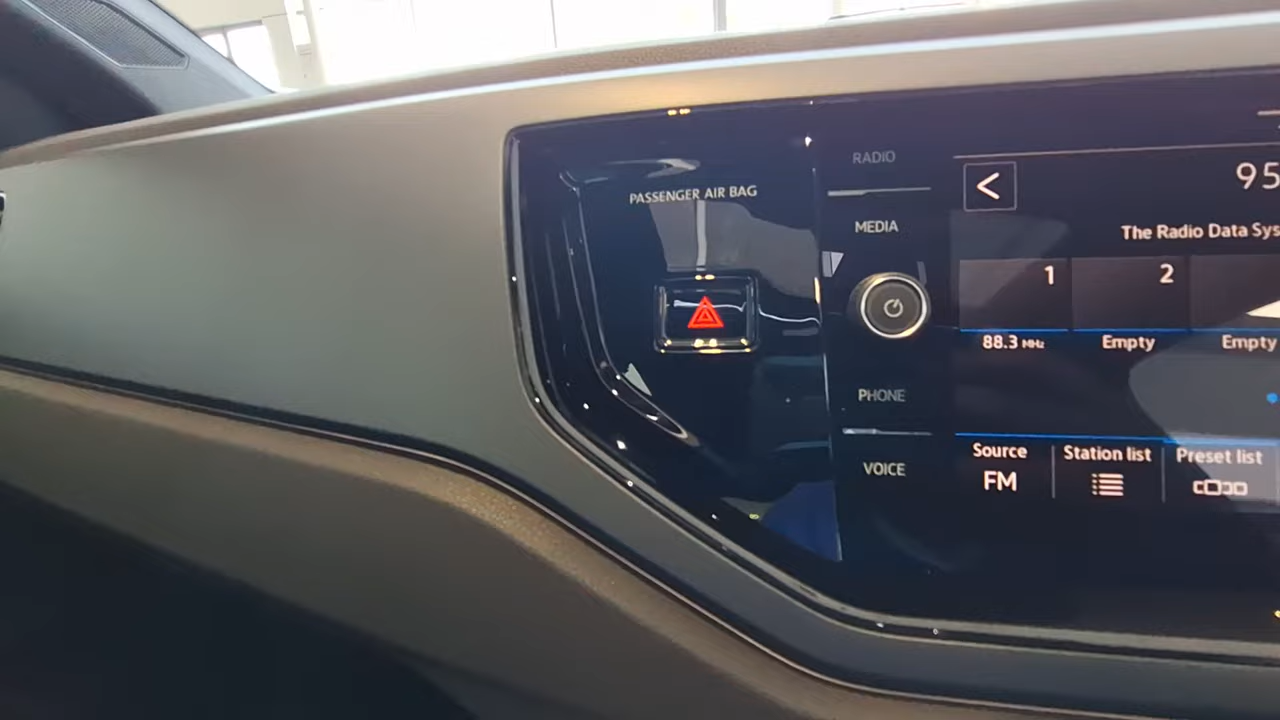 PASSENGER AIR BAG
RADIO
MEDIA
PHONE
VOICE
95
The Radio Data Sys
1
2
88.3 MHz
Empty
Empty
Source
FM
Station list
Preset list